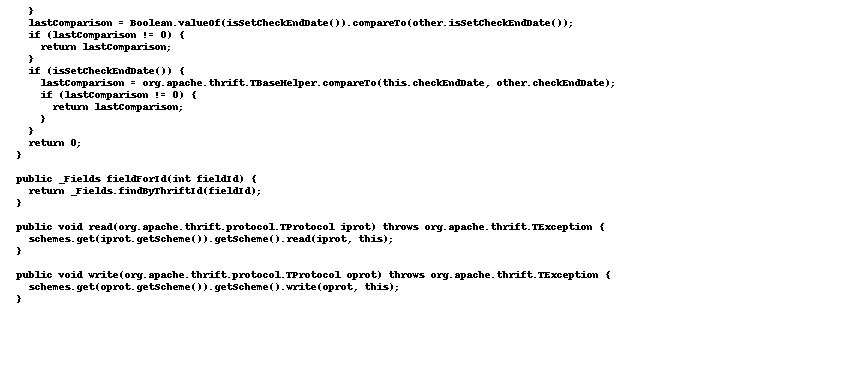 }
    lastComparison = Boolean.valueOf(isSetCheckEndDate()).compareTo(other.isSetCheckEndDate());
    if (lastComparison != 0) {
      return lastComparison;
    }
    if (isSetCheckEndDate()) {
      lastComparison = org.apache.thrift.TBaseHelper.compareTo(this.checkEndDate, other.checkEndDate);
      if (lastComparison != 0) {
        return lastComparison;
      }
    }
    return 0;
  }

  public _Fields fieldForId(int fieldId) {
    return _Fields.findByThriftId(fieldId);
  }

  public void read(org.apache.thrift.protocol.TProtocol iprot) throws org.apache.thrift.TException {
    schemes.get(iprot.getScheme()).getScheme().read(iprot, this);
  }

  public void write(org.apache.thrift.protocol.TProtocol oprot) throws org.apache.thrift.TException {
    schemes.get(oprot.getScheme()).getScheme().write(oprot, this);
  }